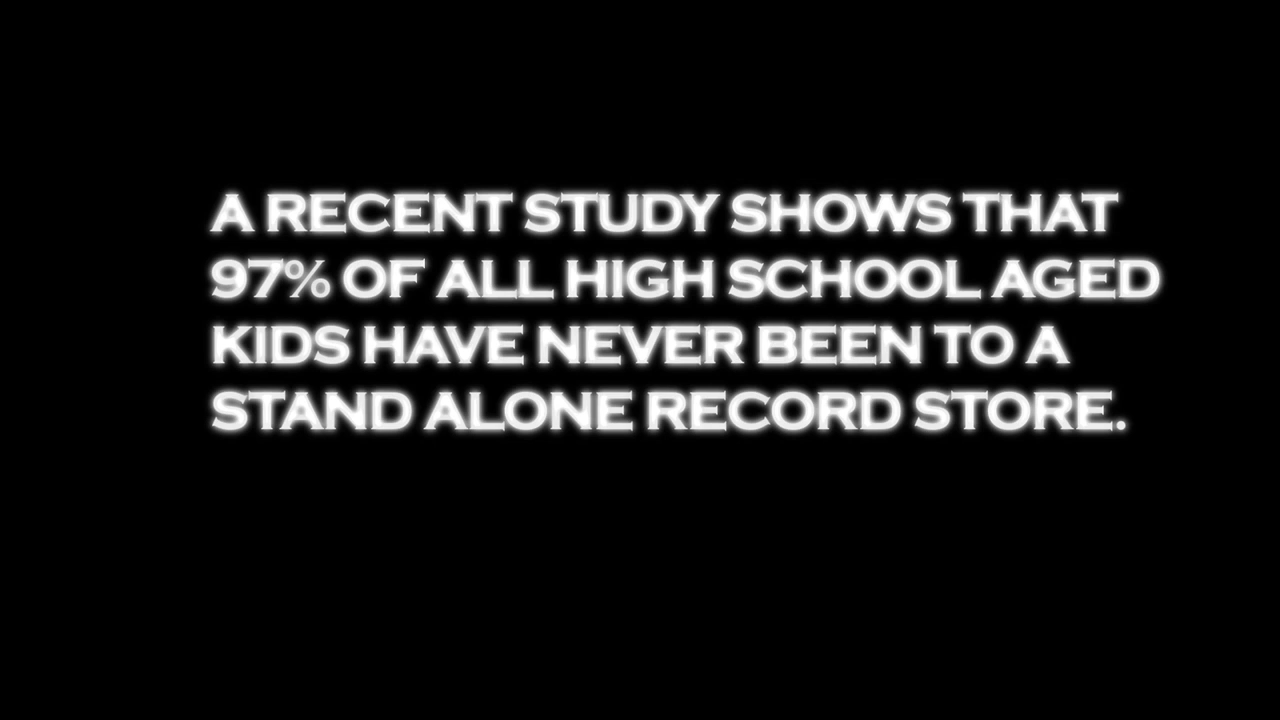 A RECENT STUDY SHOWS THAT
97% OF ALL HIGH SCHOOL AGED
KIDS HAVE NEVER BEEN TO A
STAND ALONE RECORD STORE.